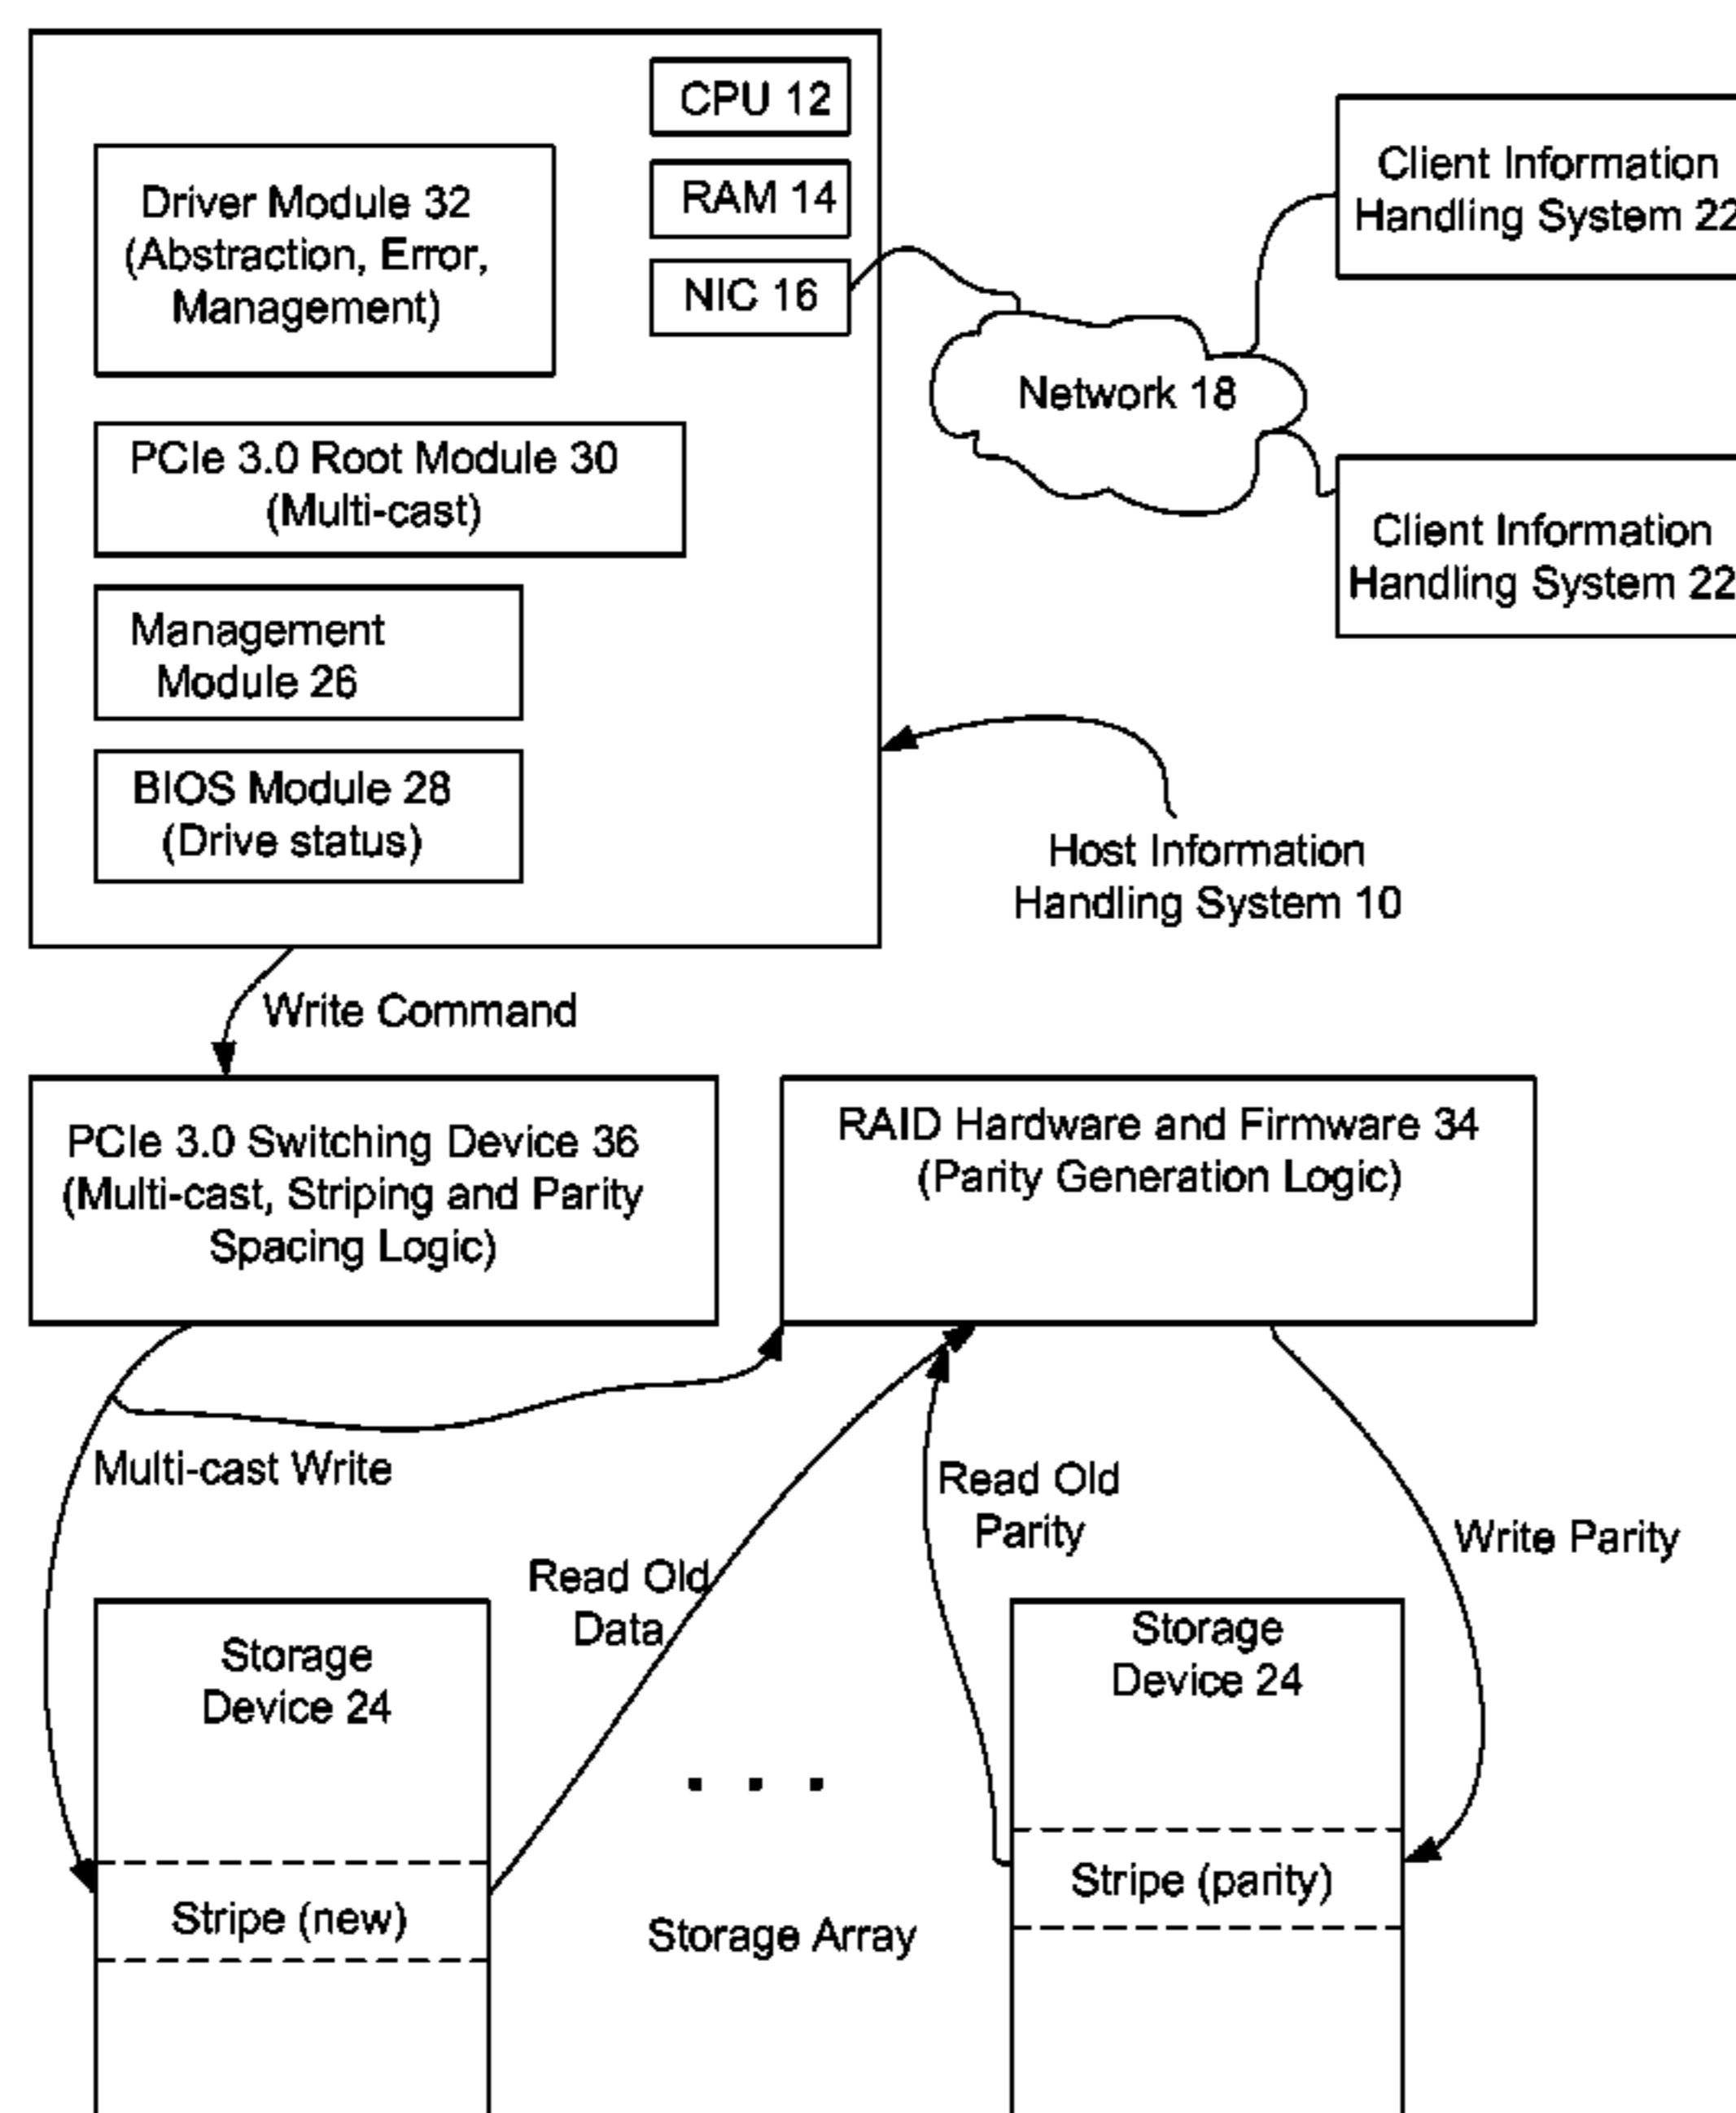 CPU 12
RAM 14
NIC 16
Driver Module 32
(Abstraction, Error,
Management)
PCIe 3.0 Root Module 30
(Multi-cast)
Management
Module 26
BIOS Module 28
(Drive status)
Client Information
Handling System 22
Network 18
Client Information
Handling System 22
Host Information
Handling System 10
Write Command
PCIe 3.0 Switching Device 36
(Multi-cast, Striping and Parity
Spacing Logic)
RAID Hardware and Firmware 34
(Parity Generation Logic)
Multi-cast Write
Read Old
Data
Read Old
Parity
Write Parity
Storage
Device 24
Stripe (new)
. . .
Storage Array
Storage
Device 24
Stripe (parity)